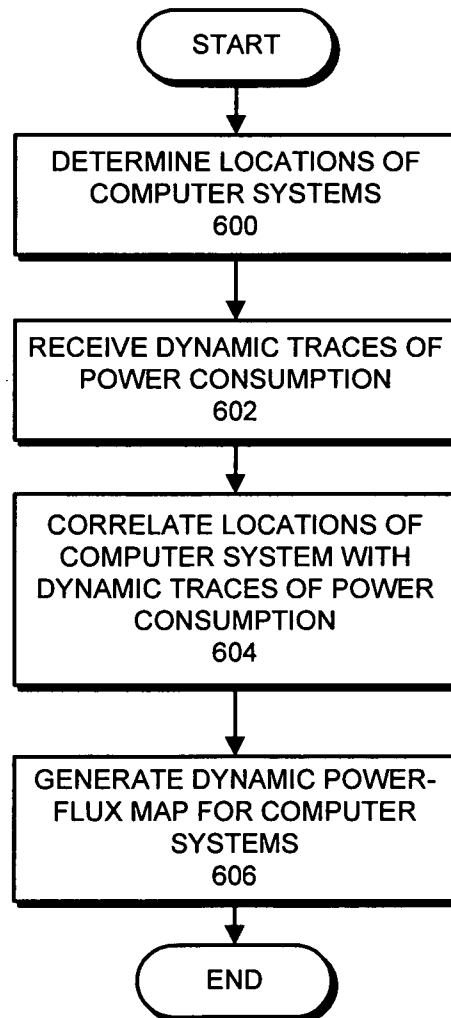 START
DETERMINE LOCATIONS OF
COMPUTER SYSTEMS
600
RECEIVE DYNAMIC TRACES OF
POWER CONSUMPTION
602
CORRELATE LOCATIONS OF
COMPUTER SYSTEM WITH
DYNAMIC TRACES OF POWER
CONSUMPTION
604
GENERATE DYNAMIC POWER-
FLUX MAP FOR COMPUTER
SYSTEMS
606
END